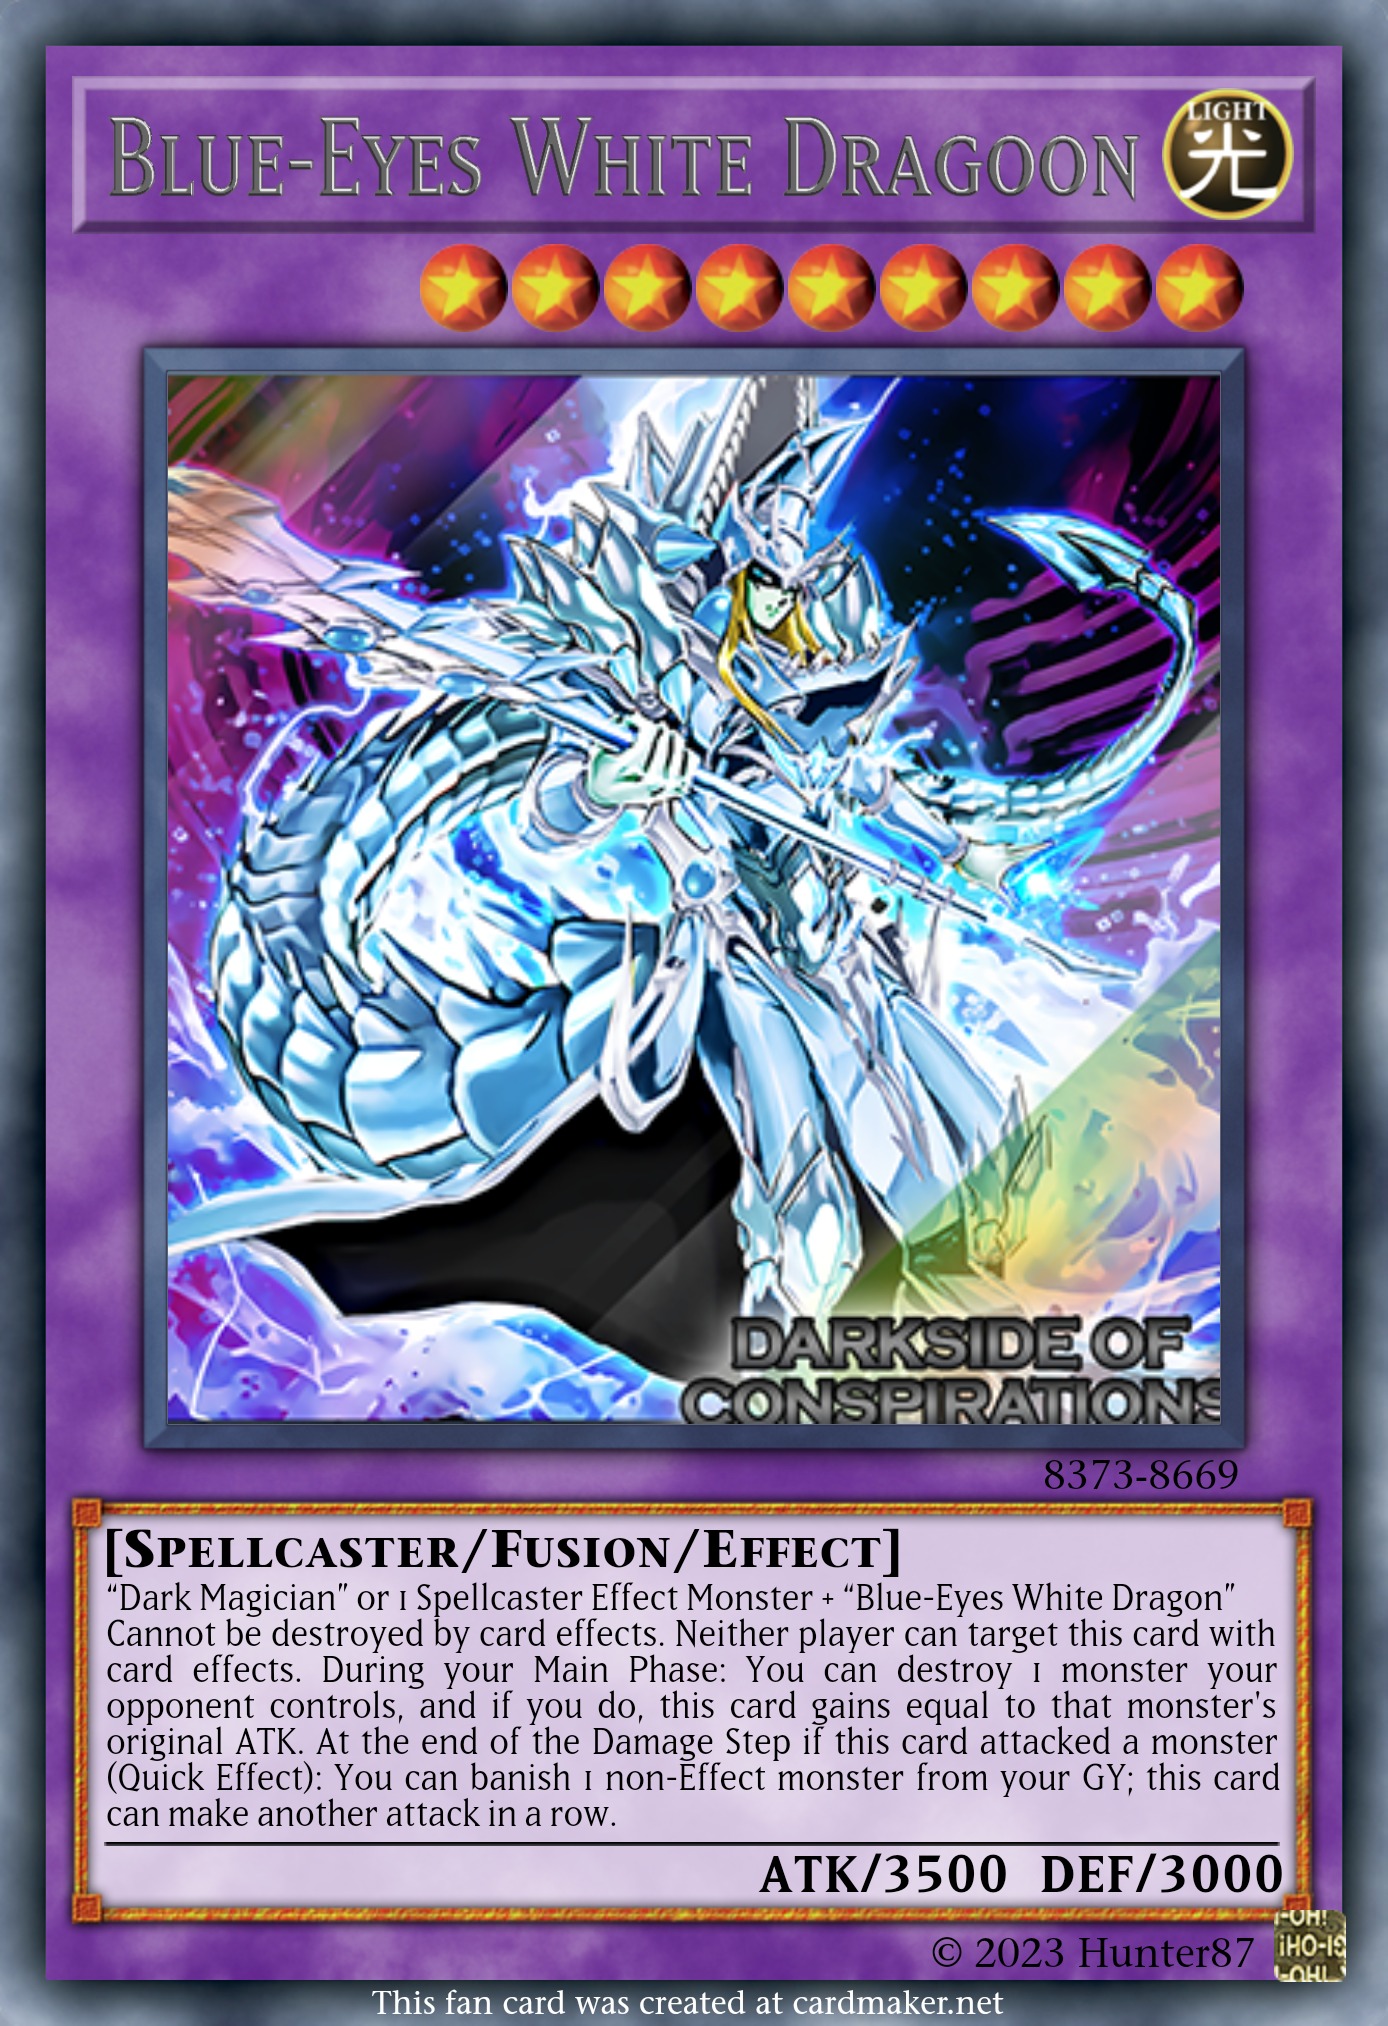 Blue-Eyes White Dragoon
LIGHT
光
DARKSIDE OF
CONSPIRATIONS
8373-8669
[Spellcaster/Fusion/Effect]
“Dark Magician” or 1 Spellcaster Effect Monster + “Blue-Eyes White Dragon”
Cannot be destroyed by card effects. Neither player can target this card with
card effects. During your Main Phase: You can destroy 1 monster your
opponent controls, and if you do, this card gains equal to that monster's
original ATK. At the end of the Damage Step if this card attacked a monster
(Quick Effect): You can banish 1 non-Effect monster from your GY; this card
can make another attack in a row.
ATK/3500 DEF/3000
© 2023 Hunter87
This fan card was created at cardmaker.net